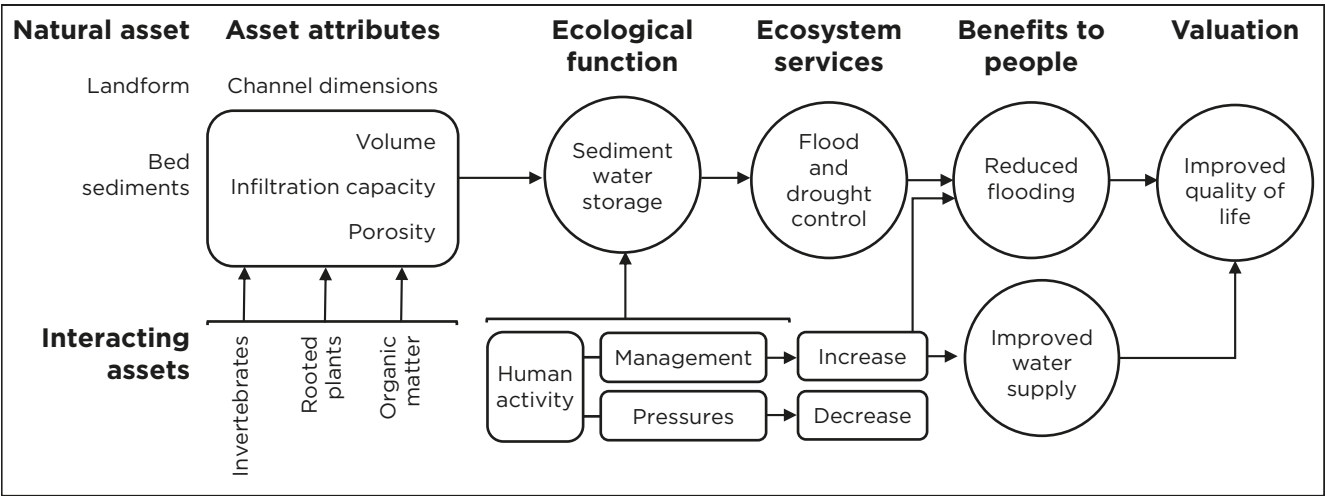 Natural asset
Asset attributes
Ecological
function
Ecosystem
services
Benefits to
people
Valuation
Landform
Channel dimensions
Bed
sediments
Volume
Infiltration capacity
Porosity
Sediment
water
storage
Flood
and
drought
control
Reduced
flooding
Improved
quality of
life
Interacting
assets
Invertebrates
Rooted
plants
Organic
matter
Human
activity
Management
Increase
Pressures
Decrease
Improved
water
supply